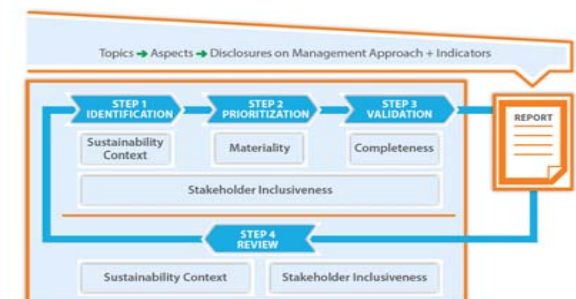 Topics ➔ Aspects ➔ Disclosures on Management Approach + Indicators
STEP 1
IDENTIFICATION
STEP 2
PRIORITIZATION
STEP 3
VALIDATION
REPORT
Sustainability
Context
Materiality
Completeness
Stakeholder Inclusiveness
STEP 4
REVIEW
Sustainability Context
Stakeholder Inclusiveness